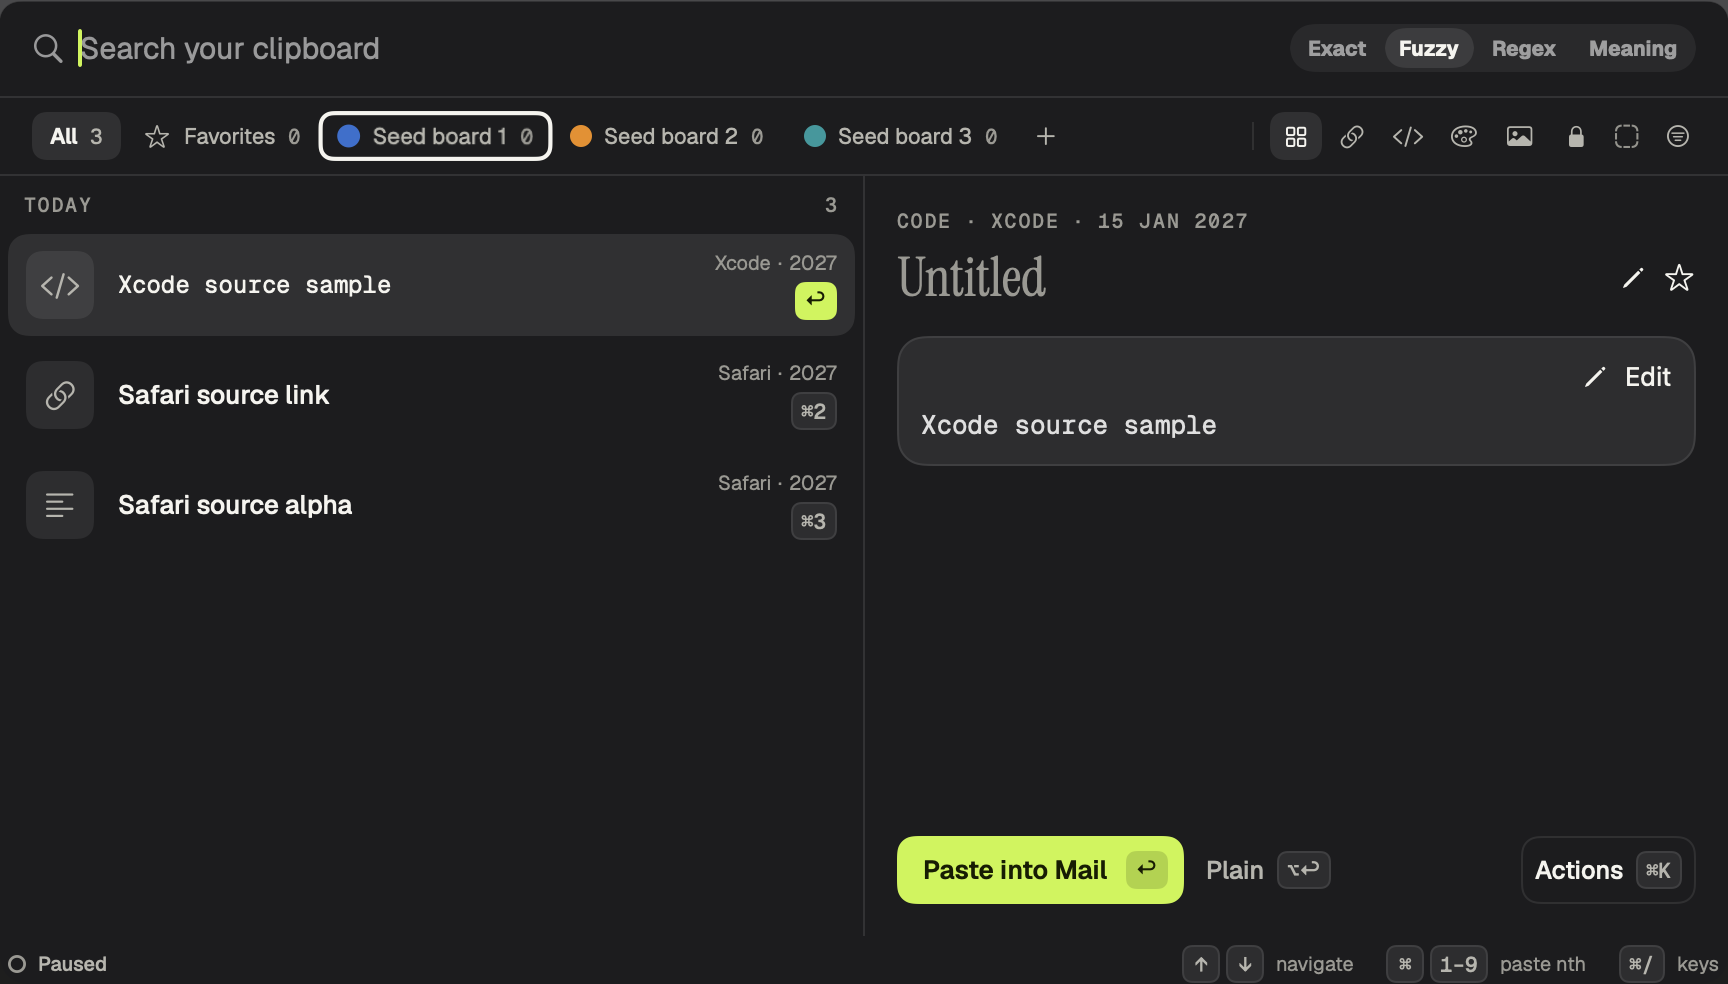 Search your clipboard
Exact Fuzzy Regex Meaning
All 3 Favorites 0 Seed board 1 0 Seed board 2 0 Seed board 3 0 +
TODAY 3
Xcode source sample
Xcode · 2027
Safari source link
Safari · 2027
⌘2
Safari source alpha
Safari · 2027
⌘3
CODE · XCODE · 15 JAN 2027
Untitled
Edit
Xcode source sample
Paste into Mail ↩ Plain ⌥↩ Actions ⌘K
Paused
↑ ↓ navigate ⌘ 1–9 paste nth ⌘/ keys